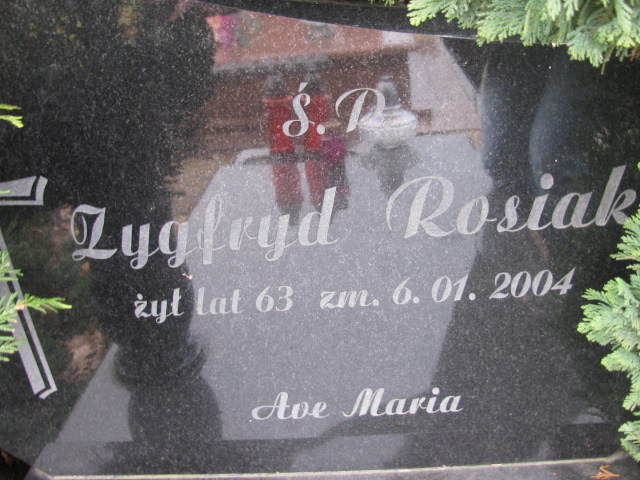 Ś.P.
Zygfryd Rosiak
żył lat 63 zm. 6. 01. 2004
Ave Maria